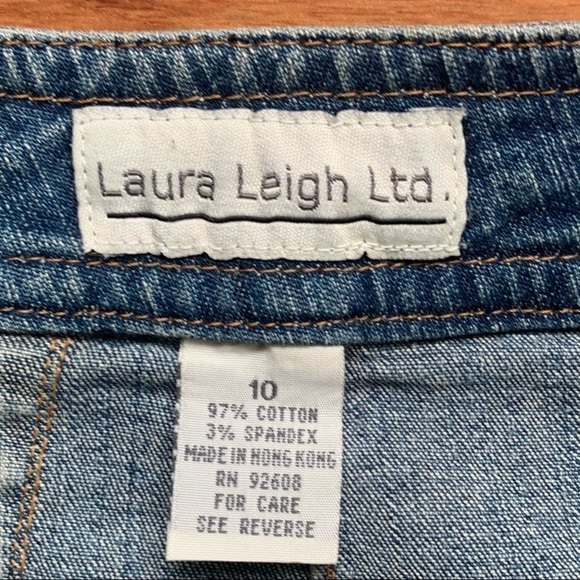 Laura Leigh Ltd.
10
97% COTTON
3% SPANDEX
MADE IN HONG KONG
RN 92608
FOR CARE
SEE REVERSE